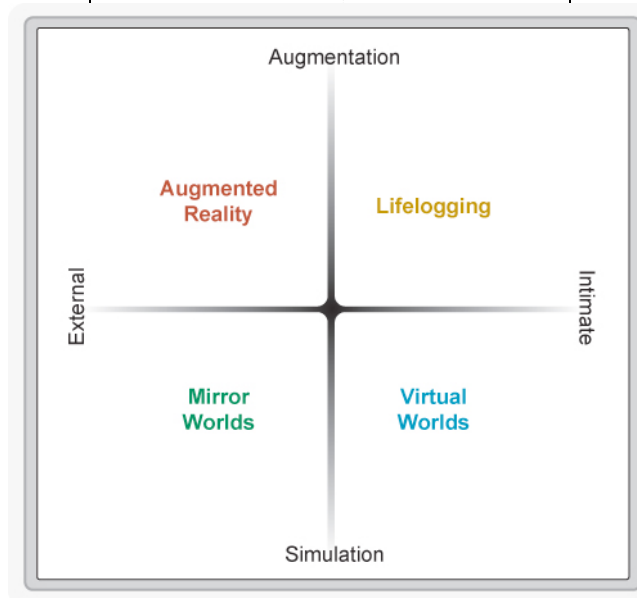 Augmentation
Augmented
Reality
Lifelogging
External
Intimate
Mirror
Worlds
Virtual
Worlds
Simulation